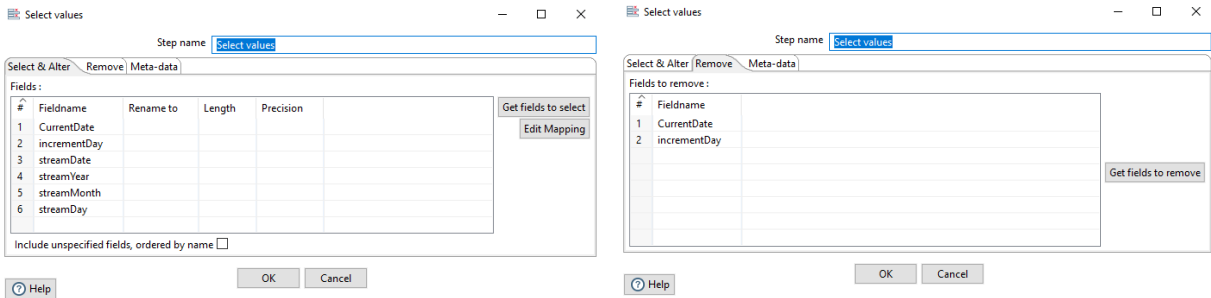 Select values
Step name Select values
Select & Alter Remove Meta-data
Fields :
# Fieldname Rename to Length Precision
1 CurrentDate
2 incrementDay
3 streamDate
4 streamYear
5 streamMonth
6 streamDay
Get fields to select
Edit Mapping
Include unspecified fields, ordered by name
OK Cancel
Help
Select values
Step name Select values
Select & Alter Remove Meta-data
Fields to remove :
# Fieldname
1 CurrentDate
2 incrementDay
Get fields to remove
OK Cancel
Help